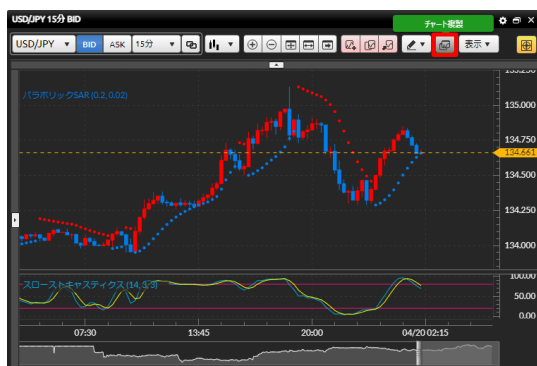 USD/JPY 15分 BID
チャート複製
USD/JPY BID ASK 15分 表示
パラボリックSAR (0.2, 0.02)
135.250
135.000
134.750
134.661
134.500
134.250
134.000
スローストキャスティクス (14, 3, 3)
100.00
50.00
0.00
07:30 13:45 20:00 04/20 02:15